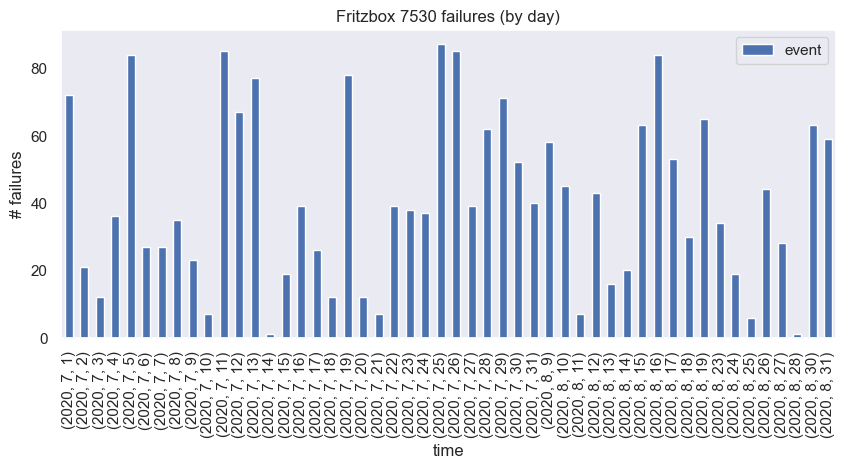 Fritzbox 7530 failures (by day)
event
# failures
80
60
40
20
0
(2020, 7, 1)
(2020, 7, 2)
(2020, 7, 3)
(2020, 7, 4)
(2020, 7, 5)
(2020, 7, 6)
(2020, 7, 7)
(2020, 7, 8)
(2020, 7, 9)
(2020, 7, 10)
(2020, 7, 11)
(2020, 7, 12)
(2020, 7, 13)
(2020, 7, 14)
(2020, 7, 15)
(2020, 7, 16)
(2020, 7, 17)
(2020, 7, 18)
(2020, 7, 19)
(2020, 7, 20)
(2020, 7, 21)
(2020, 7, 22)
(2020, 7, 23)
(2020, 7, 24)
(2020, 7, 25)
(2020, 7, 26)
(2020, 7, 27)
(2020, 7, 28)
(2020, 7, 29)
(2020, 7, 30)
(2020, 7, 31)
(2020, 8, 9)
(2020, 8, 10)
(2020, 8, 11)
(2020, 8, 12)
(2020, 8, 13)
(2020, 8, 14)
(2020, 8, 15)
(2020, 8, 16)
(2020, 8, 17)
(2020, 8, 18)
(2020, 8, 19)
(2020, 8, 23)
(2020, 8, 24)
(2020, 8, 25)
(2020, 8, 26)
(2020, 8, 27)
(2020, 8, 28)
(2020, 8, 30)
(2020, 8, 31)
time